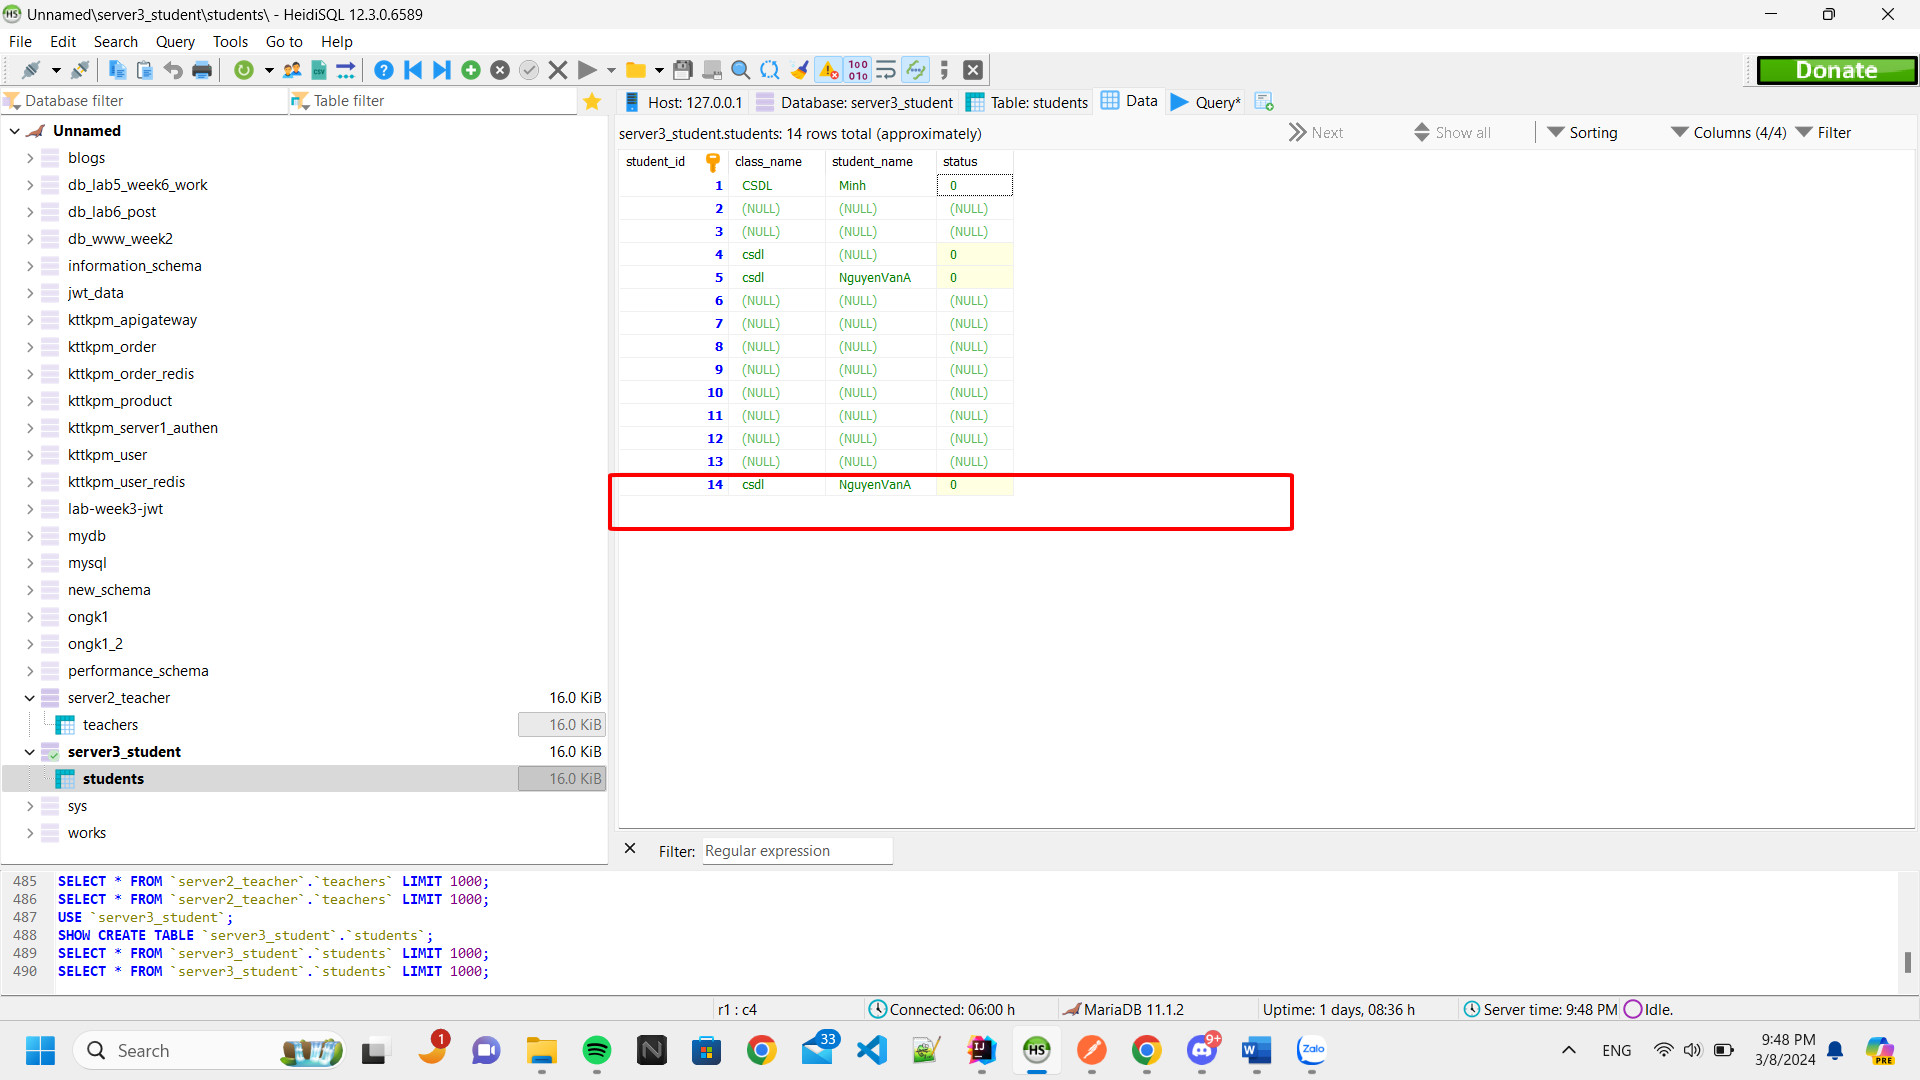 Unnamed\server3_student\students\ - HeidiSQL 12.3.0.6589
File Edit Search Query Tools Go to Help
Donate
Database filter
Table filter
Host: 127.0.0.1
Database: server3_student
Table: students
Data
Query*
server3_student.students: 14 rows total (approximately)
Next
Show all
Sorting
Columns (4/4)
Filter
student_id class_name student_name status
1 CSDL Minh 0
2 (NULL) (NULL) (NULL)
3 (NULL) (NULL) (NULL)
4 csdl (NULL) 0
5 csdl NguyenVanA 0
6 (NULL) (NULL) (NULL)
7 (NULL) (NULL) (NULL)
8 (NULL) (NULL) (NULL)
9 (NULL) (NULL) (NULL)
10 (NULL) (NULL) (NULL)
11 (NULL) (NULL) (NULL)
12 (NULL) (NULL) (NULL)
13 (NULL) (NULL) (NULL)
14 csdl NguyenVanA 0
Unnamed
blogs
db_lab5_week6_work
db_lab6_post
db_www_week2
information_schema
jwt_data
kttkpm_apigateway
kttkpm_order
kttkpm_order_redis
kttkpm_product
kttkpm_server1_authen
kttkpm_user
kttkpm_user_redis
lab-week3-jwt
mydb
mysql
new_schema
ongk1
ongk1_2
performance_schema
server2_teacher 16.0 KiB
teachers 16.0 KiB
server3_student 16.0 KiB
students 16.0 KiB
sys
works
Filter: Regular expression
485 SELECT * FROM `server2_teacher`.`teachers` LIMIT 1000;
486 SELECT * FROM `server2_teacher`.`teachers` LIMIT 1000;
487 USE `server3_student`;
488 SHOW CREATE TABLE `server3_student`.`students`;
489 SELECT * FROM `server3_student`.`students` LIMIT 1000;
490 SELECT * FROM `server3_student`.`students` LIMIT 1000;
r1 : c4
Connected: 06:00 h
MariaDB 11.1.2
Uptime: 1 days, 08:36 h
Server time: 9:48 PM
Idle.
Search
1
33
HS
9+
Zalo
ENG
9:48 PM
3/8/2024
PRE